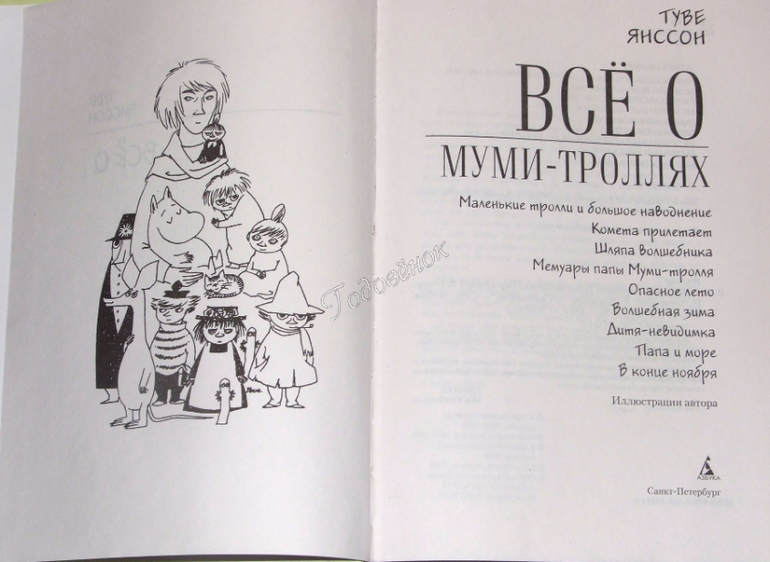 ТУВЕ
ЯНССОН
ВСЁ О
МУМИ-ТРОЛЛЯХ
Маленькие тролли и большое наводнение
Комета прилетает
Шляпа Волшебника
Мемуары папы Муми-тролля
Опасное лето
Волшебная зима
Дитя-невидимка
Папа и море
В конце ноября
Иллюстрации автора
АЗБУКА
Санкт-Петербург
Годовёнок